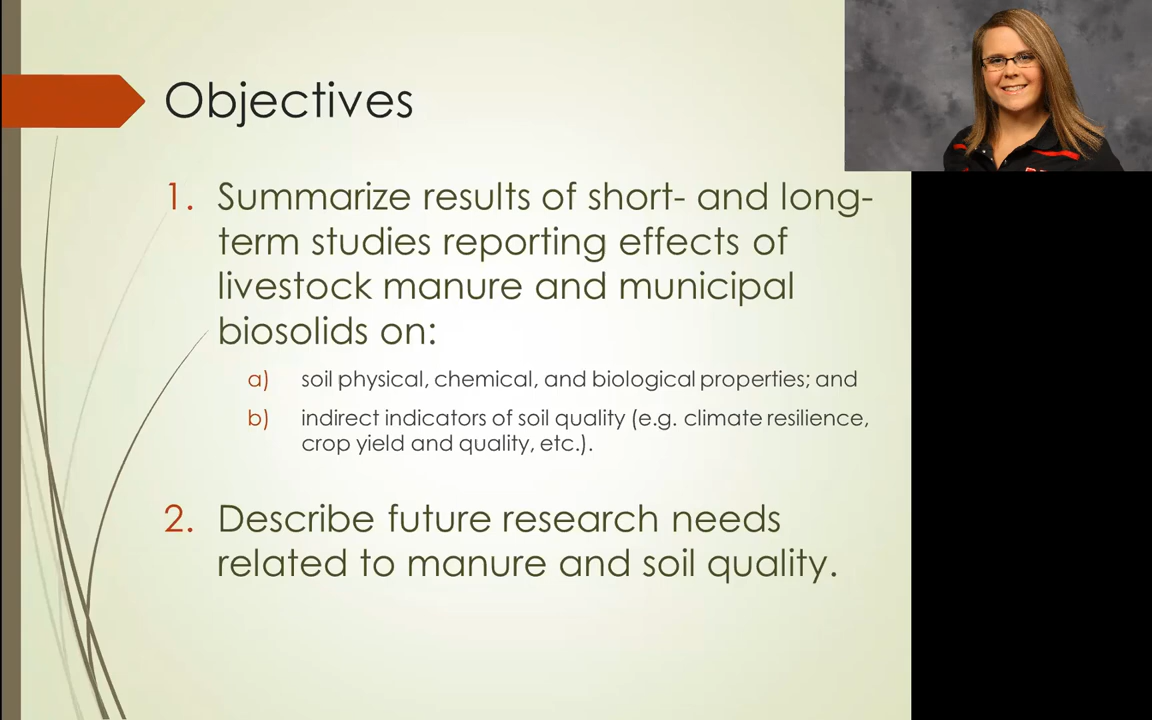 Objectives
1. Summarize results of short- and long-
term studies reporting effects of
livestock manure and municipal
biosolids on:
a) soil physical, chemical, and biological properties; and
b) indirect indicators of soil quality (e.g. climate resilience,
crop yield and quality, etc.).
2. Describe future research needs
related to manure and soil quality.